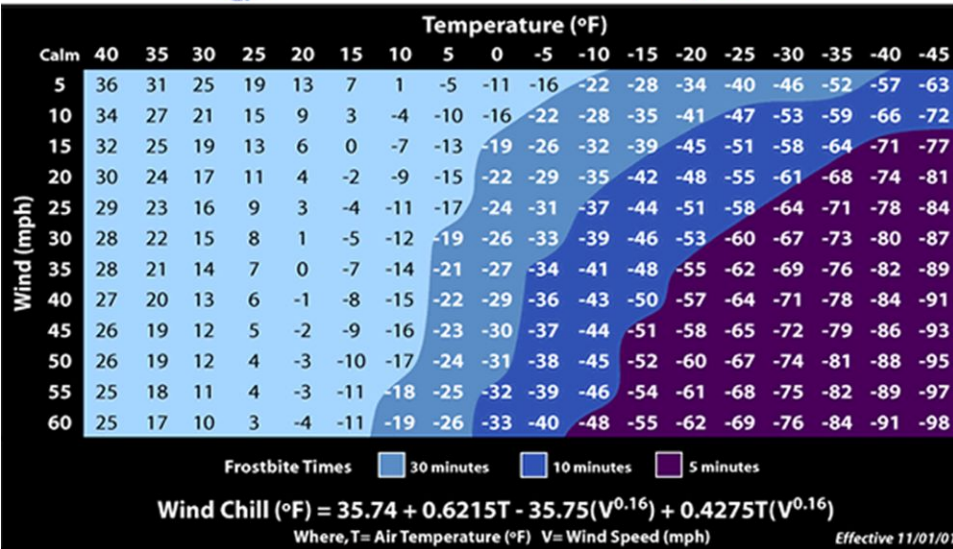 Temperature (ºF)
Calm 40 35 30 25 20 15 10 5 0 -5 -10 -15 -20 -25 -30 -35 -40 -45
5 36 31 25 19 13 7 1 -5 -11 -16 -22 -28 -34 -40 -46 -52 -57 -63
10 34 27 21 15 9 3 -4 -10 -16 -22 -28 -35 -41 -47 -53 -59 -66 -72
15 32 25 19 13 6 0 -7 -13 -19 -26 -32 -39 -45 -51 -58 -64 -71 -77
20 30 24 17 11 4 -2 -9 -15 -22 -29 -35 -42 -48 -55 -61 -68 -74 -81
25 29 23 16 9 3 -4 -11 -17 -24 -31 -37 -44 -51 -58 -64 -71 -78 -84
30 28 22 15 8 1 -5 -12 -19 -26 -33 -39 -46 -53 -60 -67 -73 -80 -87
35 28 21 14 7 0 -7 -14 -21 -27 -34 -41 -48 -55 -62 -69 -76 -82 -89
40 27 20 13 6 -1 -8 -15 -22 -29 -36 -43 -50 -57 -64 -71 -78 -84 -91
45 26 19 12 5 -2 -9 -16 -23 -30 -37 -44 -51 -58 -65 -72 -79 -86 -93
50 26 19 12 4 -3 -10 -17 -24 -31 -38 -45 -52 -60 -67 -74 -81 -88 -95
55 25 18 11 4 -3 -11 -18 -25 -32 -39 -46 -54 -61 -68 -75 -82 -89 -97
60 25 17 10 3 -4 -11 -19 -26 -33 -40 -48 -55 -62 -69 -76 -84 -91 -98
Wind (mph)
Frostbite Times 30 minutes 10 minutes 5 minutes
Wind Chill (ºF) = 35.74 + 0.6215T - 35.75(V0.16) + 0.4275T(V0.16)
Where, T= Air Temperature (ºF) V= Wind Speed (mph)
Effective 11/01/01